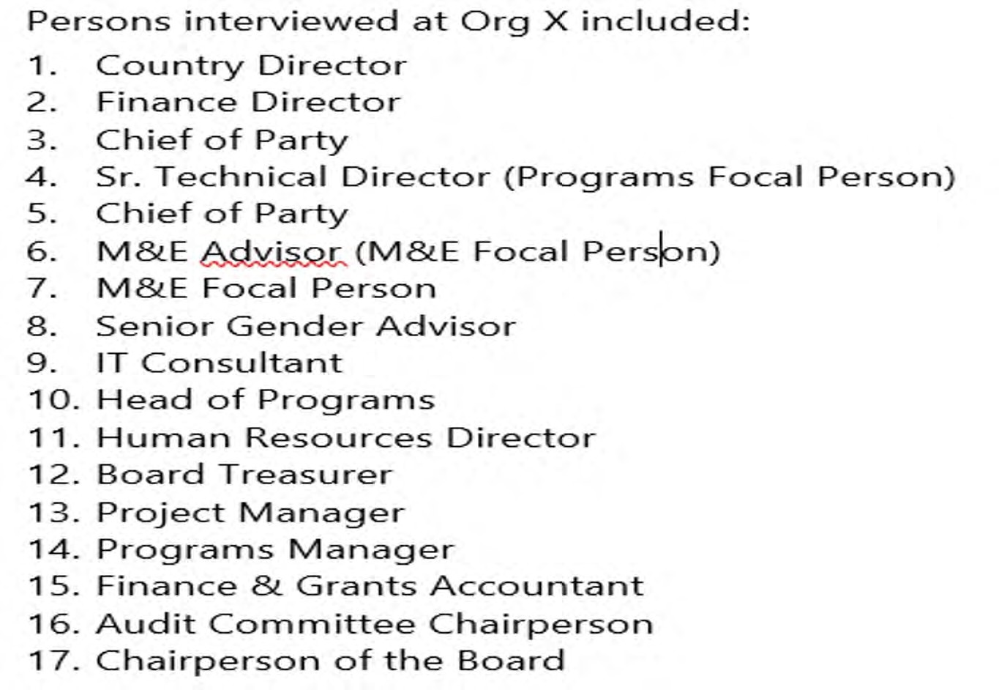 Persons interviewed at Org X included:
1. Country Director
2. Finance Director
3. Chief of Party
4. Sr. Technical Director (Programs Focal Person)
5. Chief of Party
6. M&E Advisor (M&E Focal Person)
7. M&E Focal Person
8. Senior Gender Advisor
9. IT Consultant
10. Head of Programs
11. Human Resources Director
12. Board Treasurer
13. Project Manager
14. Programs Manager
15. Finance & Grants Accountant
16. Audit Committee Chairperson
17. Chairperson of the Board